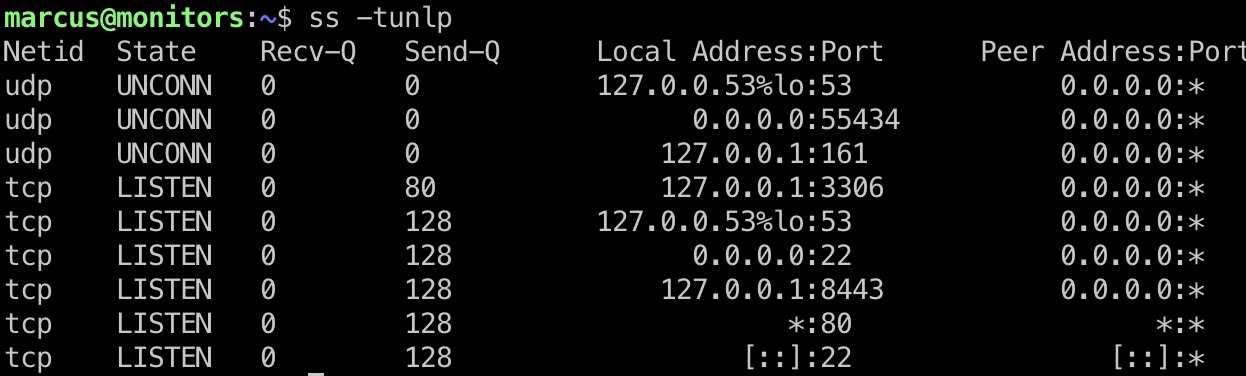 marcus@monitors:~$ ss -tunlp
Netid State Recv-Q Send-Q Local Address:Port Peer Address:Port
udp UNCONN 0 0 127.0.0.53%lo:53 0.0.0.0:*
udp UNCONN 0 0 0.0.0.0:55434 0.0.0.0:*
udp UNCONN 0 0 127.0.0.1:161 0.0.0.0:*
tcp LISTEN 0 80 127.0.0.1:3306 0.0.0.0:*
tcp LISTEN 0 128 127.0.0.53%lo:53 0.0.0.0:*
tcp LISTEN 0 128 0.0.0.0:22 0.0.0.0:*
tcp LISTEN 0 128 127.0.0.1:8443 0.0.0.0:*
tcp LISTEN 0 128 *:80 *:*
tcp LISTEN 0 128 [::]:22 [::]:*